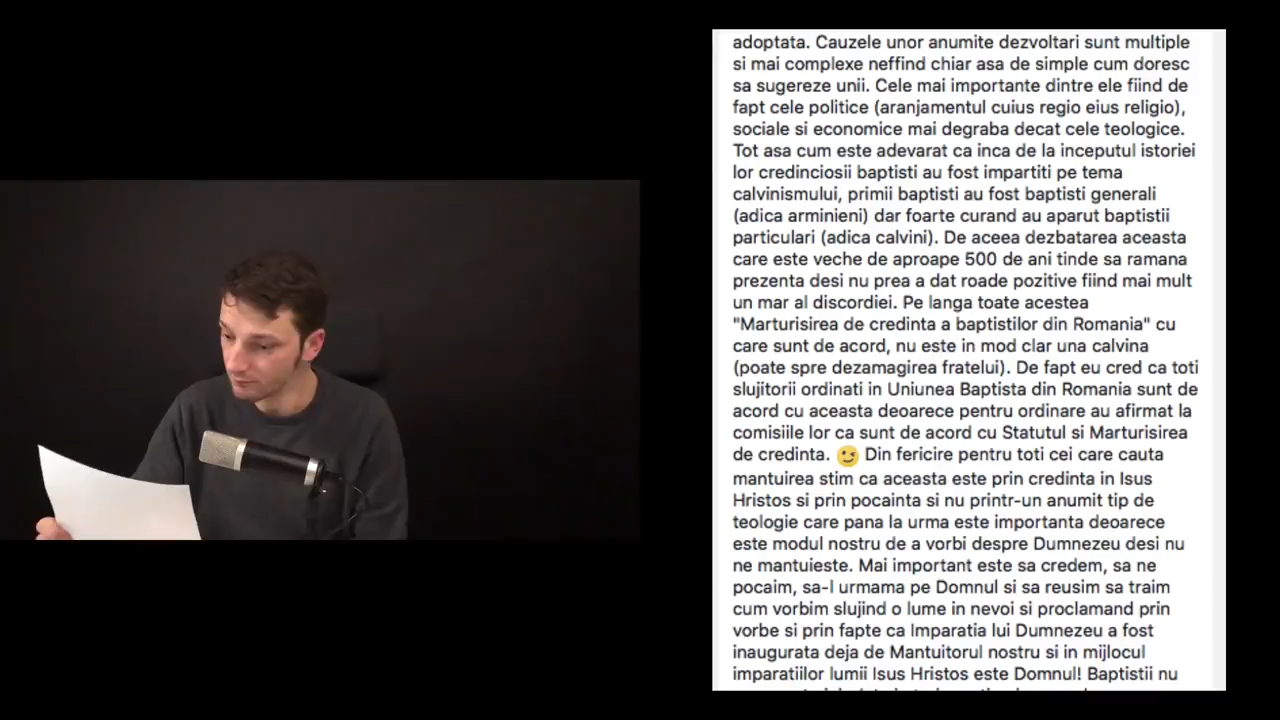 adoptata. Cauzele unor anumite dezvoltari sunt multiple
si mai complexe neffind chiar asa de simple cum doresc
sa sugereze unii. Cele mai importante dintre ele fiind de
fapt cele politice (aranjamentul cuius regio eius religio),
sociale si economice mai degraba decat cele teologice.
Tot asa cum este adevarat ca inca de la inceputul istoriei
lor credinciosii baptisti au fost impartiti pe tema
calvinismului, primii baptisti au fost baptisti generali
(adica arminieni) dar foarte curand au aparut baptistii
particulari (adica calvini). De aceea dezbatarea aceasta
care este veche de aproape 500 de ani tinde sa ramana
prezenta desi nu prea a dat roade pozitive fiind mai mult
un mar al discordiei. Pe langa toate acestea
"Marturisirea de credinta a baptistilor din Romania" cu
care sunt de acord, nu este in mod clar una calvina
(poate spre dezamagirea fratelui). De fapt eu cred ca toti
slujitorii ordinati in Uniunea Baptista din Romania sunt de
acord cu aceasta deoarece pentru ordinare au afirmat la
comisiile lor ca sunt de acord cu Statutul si Marturisirea
de credinta. 😉 Din fericire pentru toti cei care cauta
mantuirea stim ca aceasta este prin credinta in Isus
Hristos si prin pocainta si nu printr-un anumit tip de
teologie care pana la urma este importanta deoarece
este modul nostru de a vorbi despre Dumnezeu desi nu
ne mantuieste. Mai important este sa credem, sa ne
pocaim, sa-l urmama pe Domnul si sa reusim sa traim
cum vorbim slujind o lume in nevoi si proclamand prin
vorbe si prin fapte ca Imparatia lui Dumnezeu a fost
inaugurata deja de Mantuitorul nostru si in mijlocul
imparatiilor lumii Isus Hristos este Domnul! Baptistii nu